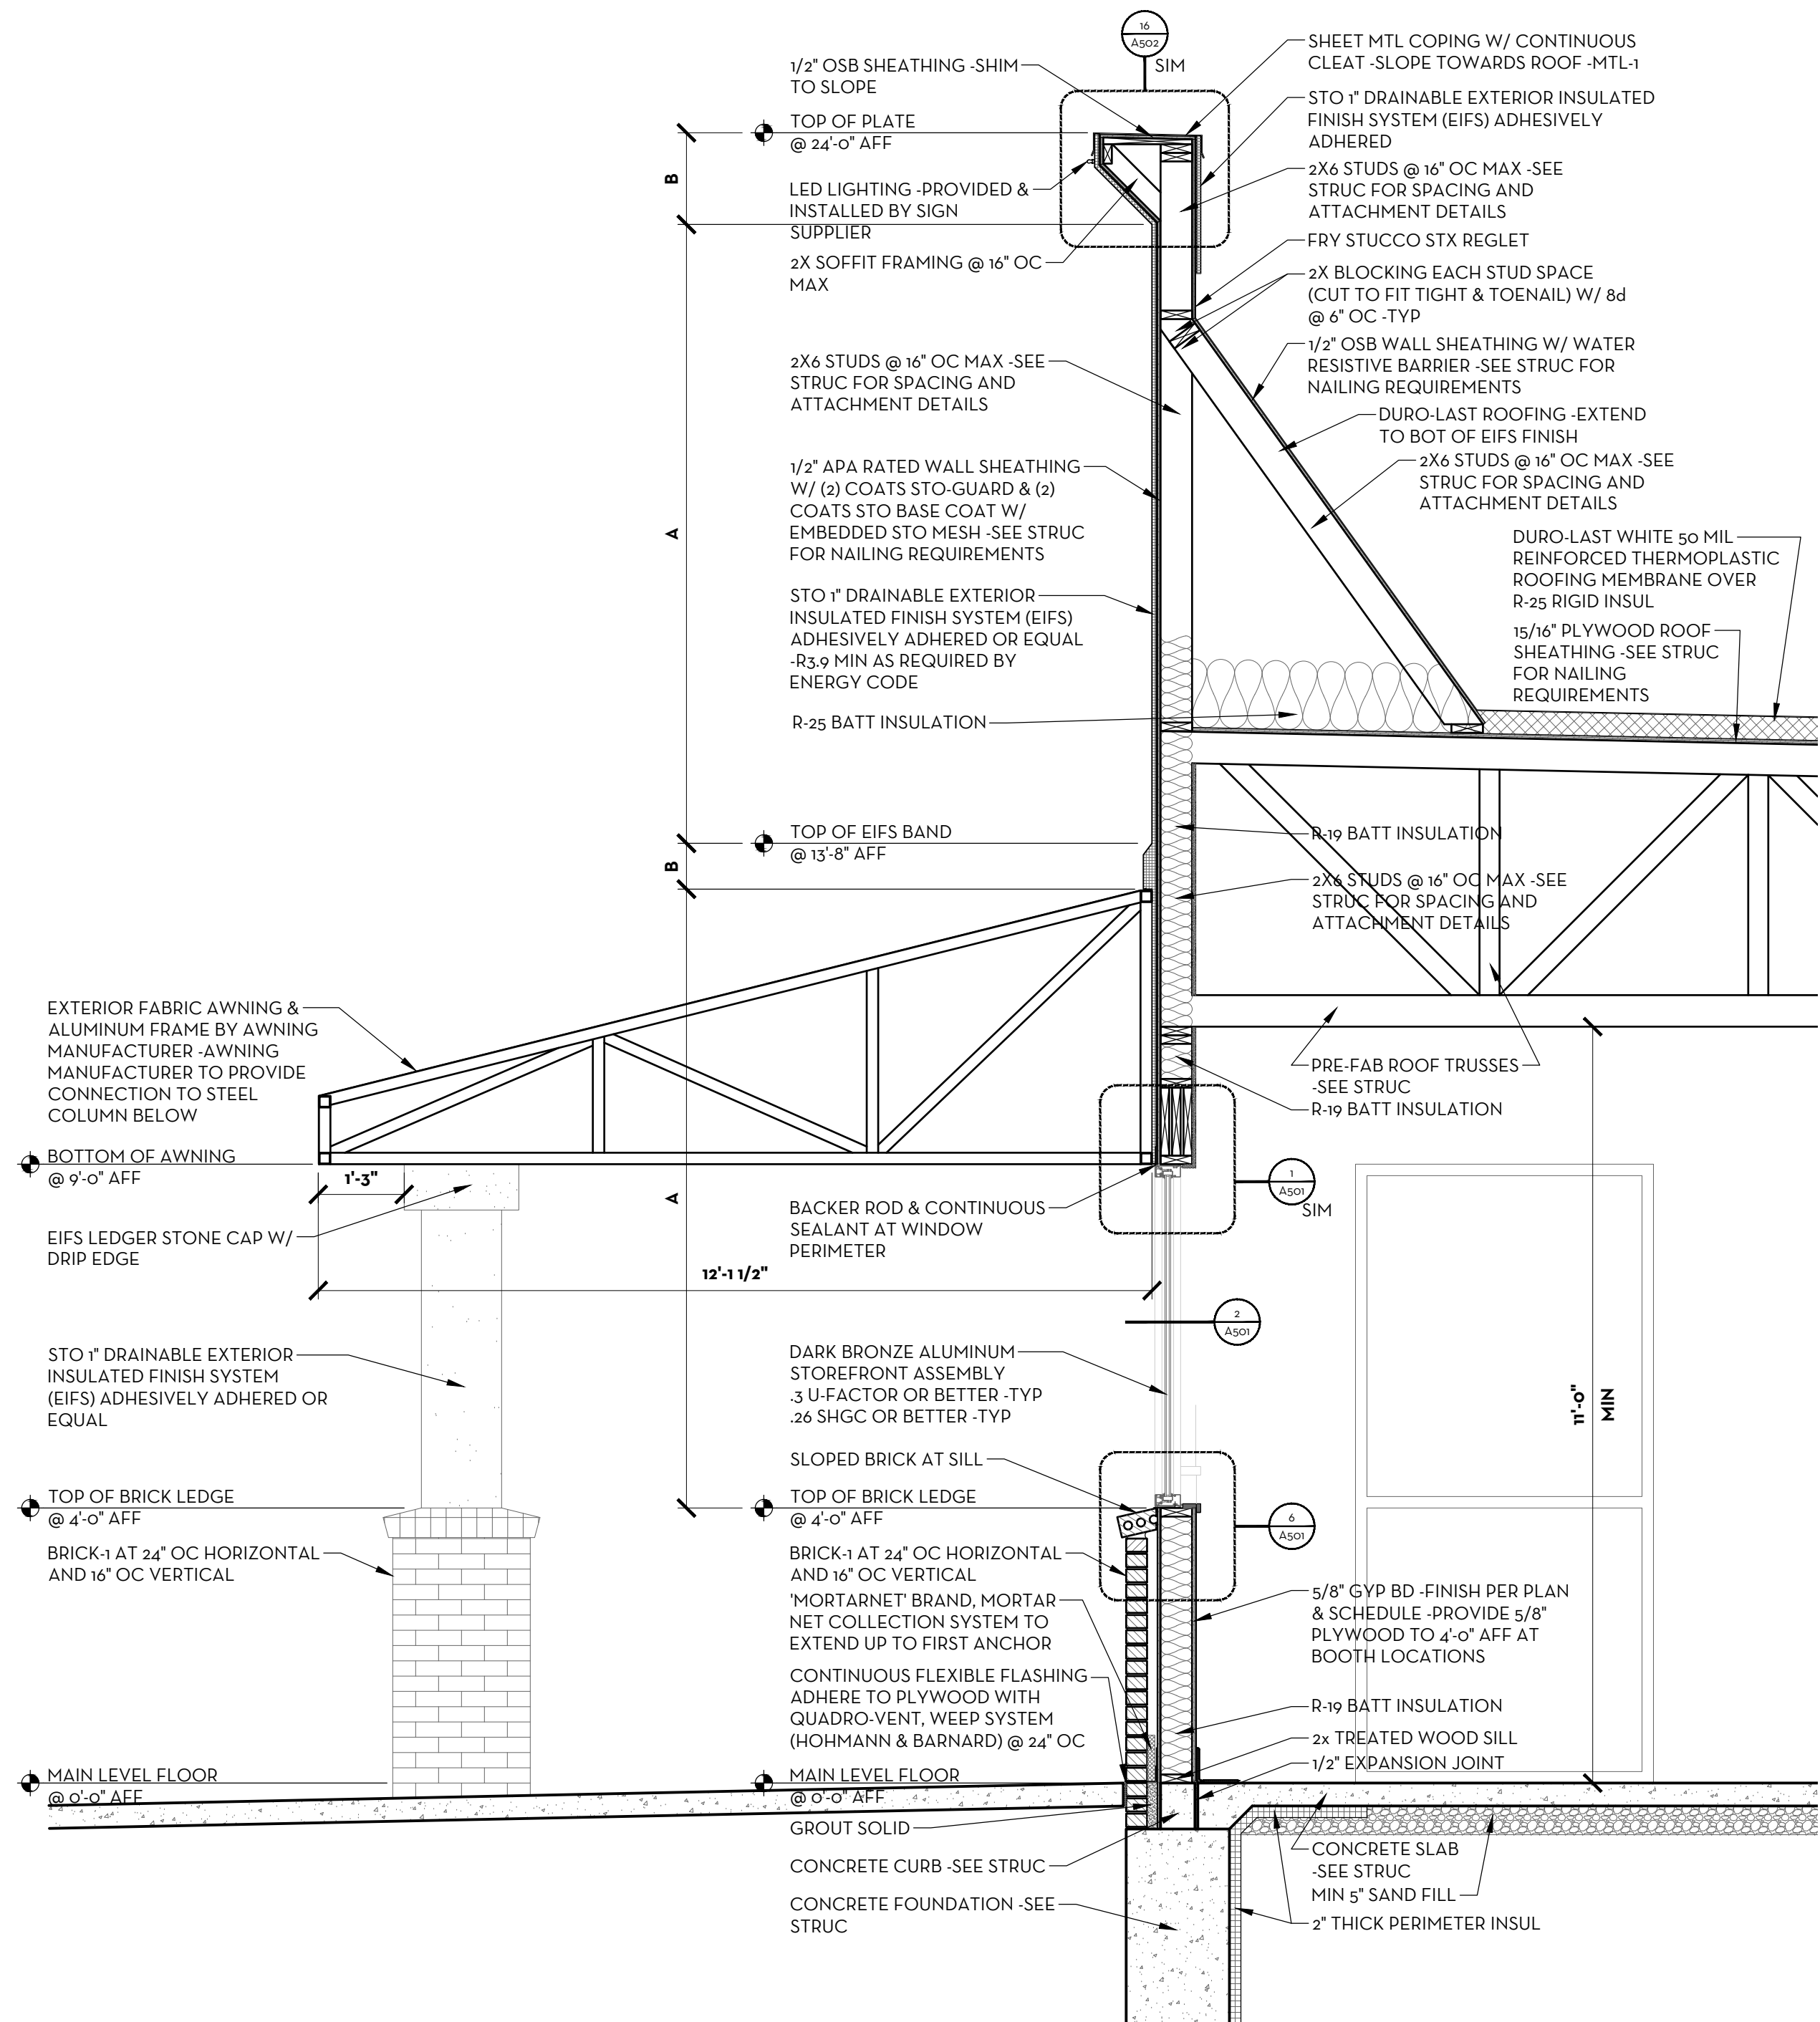 16
A502
SIM
1/2" OSB SHEATHING -SHIM
TO SLOPE
TOP OF PLATE
@ 24'-0" AFF
B
LED LIGHTING -PROVIDED &
INSTALLED BY SIGN
SUPPLIER
2X SOFFIT FRAMING @ 16" OC
MAX
2X6 STUDS @ 16" OC MAX -SEE
STRUC FOR SPACING AND
ATTACHMENT DETAILS
1/2" APA RATED WALL SHEATHING
W/ (2) COATS STO-GUARD & (2)
COATS STO BASE COAT W/
EMBEDDED STO MESH -SEE STRUC
FOR NAILING REQUIREMENTS
A
STO 1" DRAINABLE EXTERIOR
INSULATED FINISH SYSTEM (EIFS)
ADHESIVELY ADHERED OR EQUAL
-R3.9 MIN AS REQUIRED BY
ENERGY CODE
R-25 BATT INSULATION
TOP OF EIFS BAND
@ 13'-8" AFF
B
SHEET MTL COPING W/ CONTINUOUS
CLEAT -SLOPE TOWARDS ROOF -MTL-1
STO 1" DRAINABLE EXTERIOR INSULATED
FINISH SYSTEM (EIFS) ADHESIVELY
ADHERED
2X6 STUDS @ 16" OC MAX -SEE
STRUC FOR SPACING AND
ATTACHMENT DETAILS
FRY STUCCO STX REGLET
2X BLOCKING EACH STUD SPACE
(CUT TO FIT TIGHT & TOENAIL) W/ 8d
@ 6" OC -TYP
1/2" OSB WALL SHEATHING W/ WATER
RESISTIVE BARRIER -SEE STRUC FOR
NAILING REQUIREMENTS
DURO-LAST ROOFING -EXTEND
TO BOT OF EIFS FINISH
2X6 STUDS @ 16" OC MAX -SEE
STRUC FOR SPACING AND
ATTACHMENT DETAILS
DURO-LAST WHITE 50 MIL
REINFORCED THERMOPLASTIC
ROOFING MEMBRANE OVER
R-25 RIGID INSUL
15/16" PLYWOOD ROOF
SHEATHING -SEE STRUC
FOR NAILING
REQUIREMENTS
R-19 BATT INSULATION
2X6 STUDS @ 16" OC MAX -SEE
STRUC FOR SPACING AND
ATTACHMENT DETAILS
PRE-FAB ROOF TRUSSES
-SEE STRUC
R-19 BATT INSULATION
EXTERIOR FABRIC AWNING &
ALUMINUM FRAME BY AWNING
MANUFACTURER -AWNING
MANUFACTURER TO PROVIDE
CONNECTION TO STEEL
COLUMN BELOW
BOTTOM OF AWNING
@ 9'-0" AFF
1'-3"
EIFS LEDGER STONE CAP W/
DRIP EDGE
12'-1 1/2"
A
STO 1" DRAINABLE EXTERIOR
INSULATED FINISH SYSTEM
(EIFS) ADHESIVELY ADHERED OR
EQUAL
TOP OF BRICK LEDGE
@ 4'-0" AFF
BRICK-1 AT 24" OC HORIZONTAL
AND 16" OC VERTICAL
MAIN LEVEL FLOOR
@ 0'-0" AFF
BACKER ROD & CONTINUOUS
SEALANT AT WINDOW
PERIMETER
1
A501
SIM
2
A501
DARK BRONZE ALUMINUM
STOREFRONT ASSEMBLY
.3 U-FACTOR OR BETTER -TYP
.26 SHGC OR BETTER -TYP
SLOPED BRICK AT SILL
TOP OF BRICK LEDGE
@ 4'-0" AFF
6
A501
BRICK-1 AT 24" OC HORIZONTAL
AND 16" OC VERTICAL
'MORTARNET' BRAND, MORTAR
NET COLLECTION SYSTEM TO
EXTEND UP TO FIRST ANCHOR
CONTINUOUS FLEXIBLE FLASHING
ADHERE TO PLYWOOD WITH
QUADRO-VENT, WEEP SYSTEM
(HOHMANN & BARNARD) @ 24" OC
MAIN LEVEL FLOOR
@ 0'-0" AFF
GROUT SOLID
CONCRETE CURB -SEE STRUC
CONCRETE FOUNDATION -SEE
STRUC
11'-0"
MIN
5/8" GYP BD -FINISH PER PLAN
& SCHEDULE -PROVIDE 5/8"
PLYWOOD TO 4'-0" AFF AT
BOOTH LOCATIONS
R-19 BATT INSULATION
2x TREATED WOOD SILL
1/2" EXPANSION JOINT
CONCRETE SLAB
-SEE STRUC
MIN 5" SAND FILL
2" THICK PERIMETER INSUL